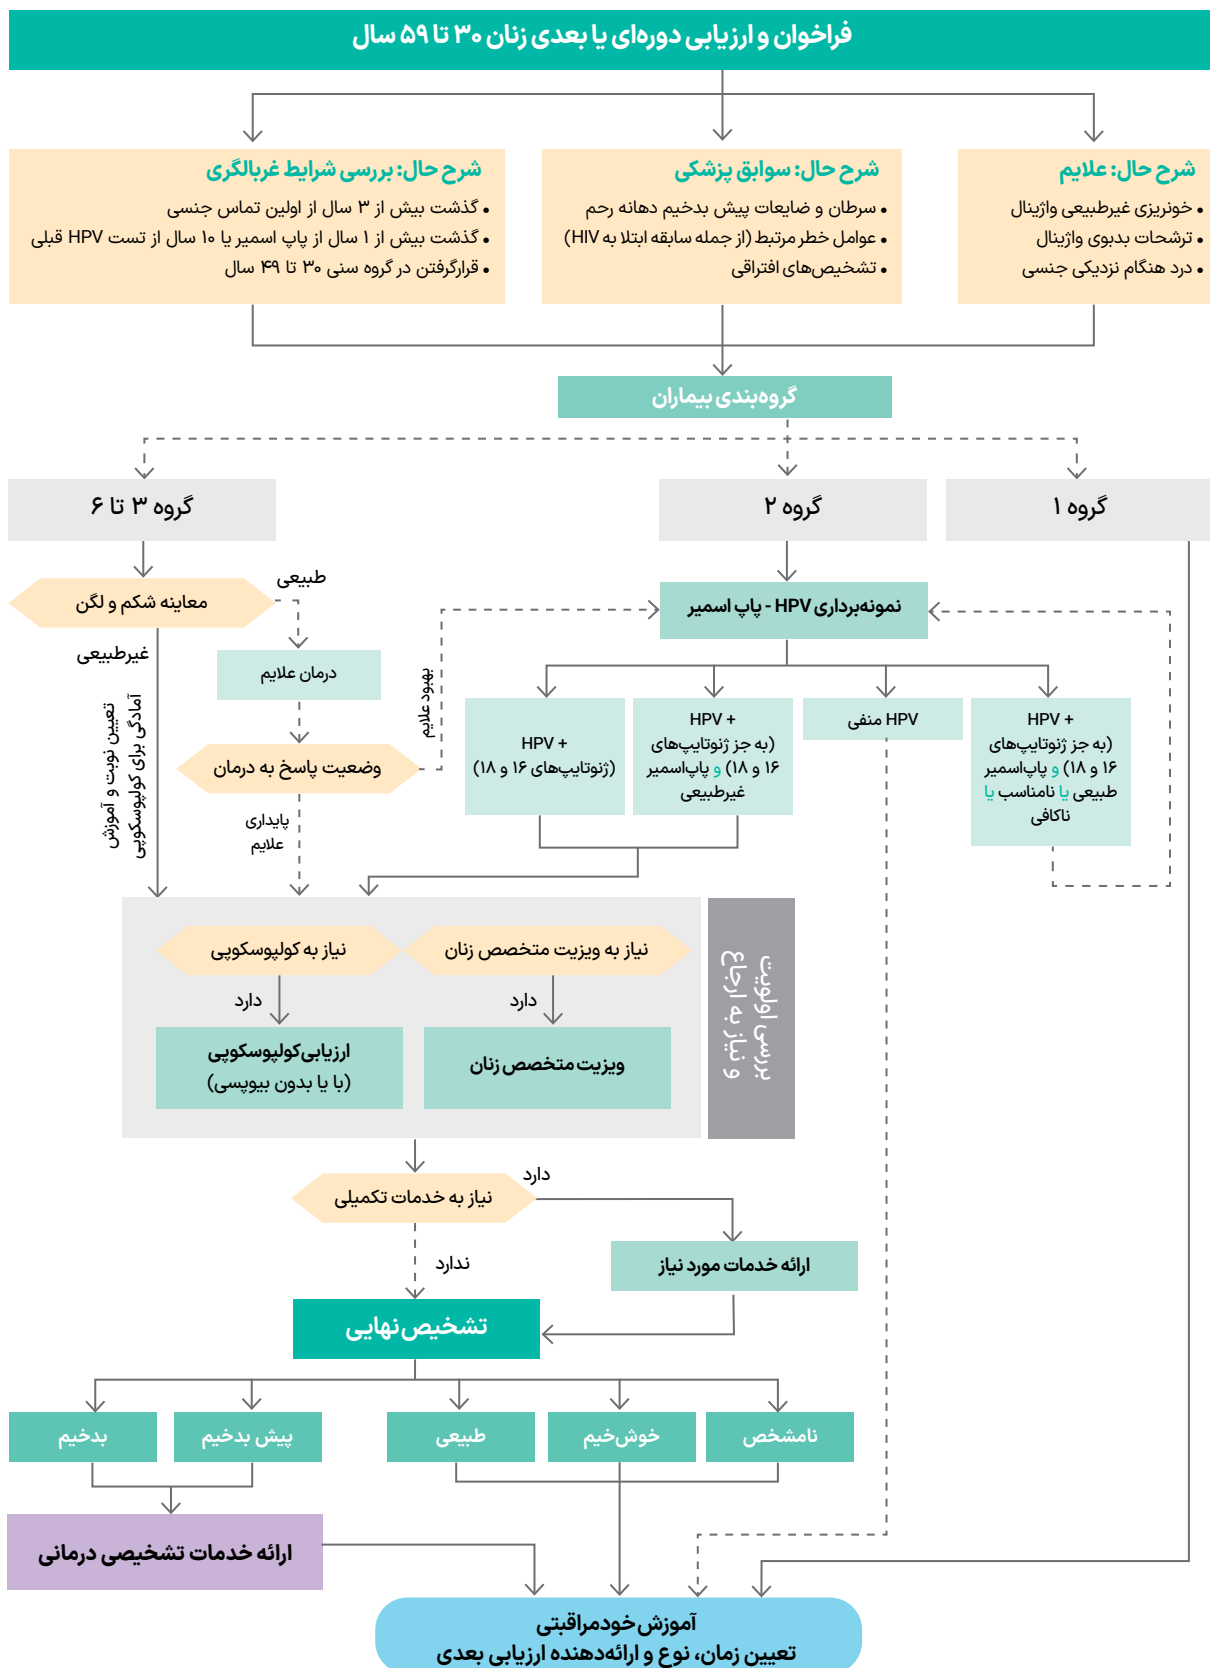 فراخوان و ارزیابی دوره‌ای یا بعدی زنان ۳۰ تا ۵۹ سال
شرح حال: علایم
• خونریزی غیرطبیعی واژینال
• ترشحات بدبوی واژینال
• درد هنگام نزدیکی جنسی
شرح حال: سوابق پزشکی
• سرطان و ضایعات پیش بدخیم دهانه رحم
• عوامل خطر مرتبط (از جمله سابقه ابتلا به HIV)
• تشخیص‌های افتراقی
شرح حال: بررسی شرایط غربالگری
• گذشت بیش از ۳ سال از اولین تماس جنسی
• گذشت بیش از ۱ سال از پاپ اسمیر یا ۱۰ سال از تست HPV قبلی
• قرارگرفتن در گروه سنی ۳۰ تا ۴۹ سال
گروه‌بندی بیماران
گروه ۱
گروه ۲
گروه ۳ تا ۶
معاینه شکم و لگن
طبیعی
غیرطبیعی
درمان علایم
وضعیت پاسخ به درمان
بهبود علایم
پایداری
علایم
تعیین نوبت و آموزش
آمادگی برای کولپوسکوپی
نمونه‌برداری HPV - پاپ اسمیر
HPV +
(به جز ژنوتایپ‌های
۱۶ و ۱۸) و پاپ‌اسمیر
طبیعی یا نامناسب یا
ناکافی
HPV منفی
HPV +
(به جز ژنوتایپ‌های
۱۶ و ۱۸) و پاپ‌اسمیر
غیرطبیعی
HPV +
(ژنوتایپ‌های ۱۶ و ۱۸)
بررسی اولویت
و نیاز به ارجاع
نیاز به ویزیت متخصص زنان
دارد
ویزیت متخصص زنان
نیاز به کولپوسکوپی
دارد
ارزیابی کولپوسکوپی
(با یا بدون بیوپسی)
نیاز به خدمات تکمیلی
دارد
ندارد
ارائه خدمات مورد نیاز
تشخیص نهایی
نامشخص
خوش‌خیم
طبیعی
پیش بدخیم
بدخیم
ارائه خدمات تشخیصی درمانی
آموزش خودمراقبتی
تعیین زمان، نوع و ارائه‌دهنده ارزیابی بعدی